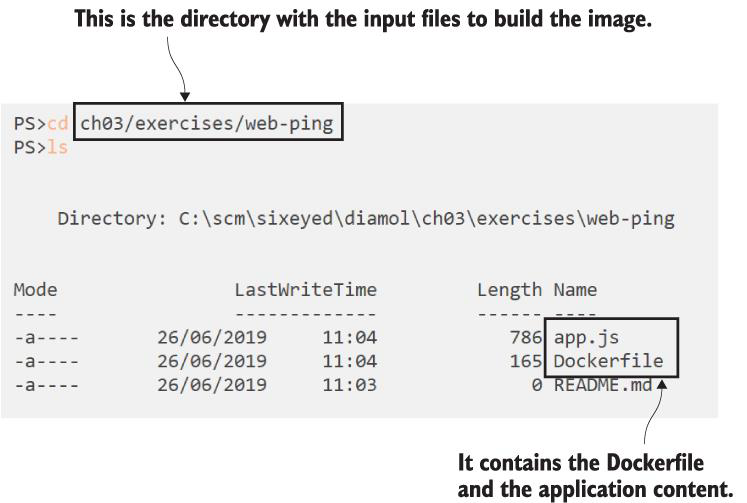 This is the directory with the input files to build the image.
PS>cd ch03/exercises/web-ping
PS>ls
Directory: C:\scm\sixeyed\diamol\ch03\exercises\web-ping
Mode LastWriteTime Length Name
---- ------------- ------ ----
-a---- 26/06/2019 11:04 786 app.js
-a---- 26/06/2019 11:04 165 Dockerfile
-a---- 26/06/2019 11:03 0 README.md
It contains the Dockerfile
and the application content.